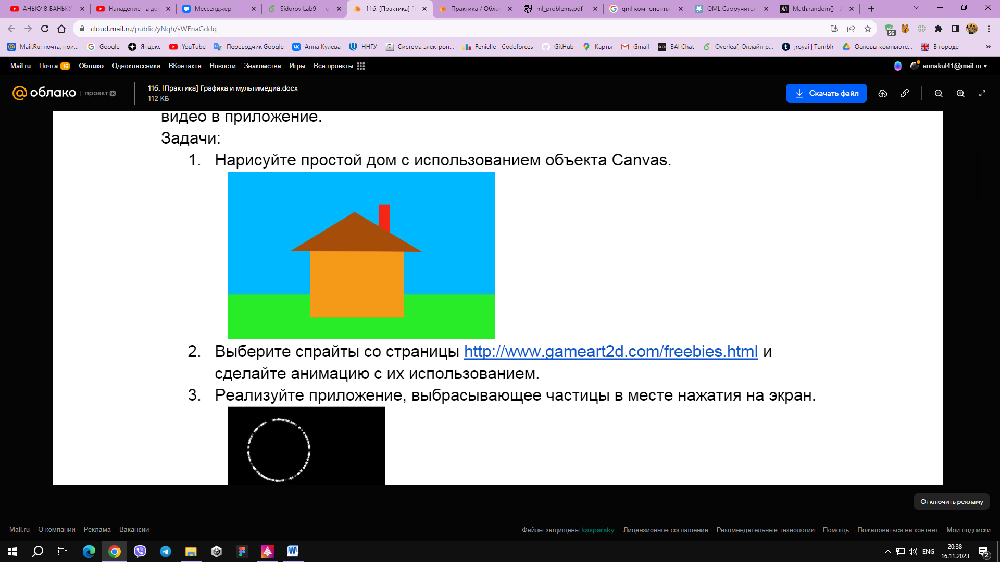 АНЬКУ В БАНЬКУ
Нападение на дер
Мессенджер
Sidorov Lab9 — o
11б. [Практика] Г
Практика / Обла
ml_problems.pdf
qml компоненты
QML Самоучител
Math.random() - J
cloud.mail.ru/public/yNqh/sWEnaGddq
56
Mail.Ru: почта, пои...
Google
Яндекс
YouTube
Переводчик Google
Анна Кулёва
ННГУ
Система электрон...
Fenielle - Codeforces
GitHub
Карты
Gmail
BAI Chat
Overleaf, Онлайн р...
;royai | Tumblr
Основы компьюте...
В городе
»
Mail.ru
Почта 16
Облако
Одноклассники
ВКонтакте
Новости
Знакомства
Игры
Все проекты
annakul41@mail.ru
облако
проект
11б. [Практика] Графика и мультимедиа.docx
112 КБ
Скачать файл
видео в приложение.
Задачи:
1. Нарисуйте простой дом с использованием объекта Canvas.
2. Выберите спрайты со страницы http://www.gameart2d.com/freebies.html и
сделайте анимацию с их использованием.
3. Реализуйте приложение, выбрасывающее частицы в месте нажатия на экран.
Отключить рекламу
Mail.ru
О компании
Реклама
Вакансии
Файлы защищены kaspersky
Лицензионное соглашение
Рекомендательные технологии
Помощь
Пожаловаться на контент
Мои подписки
ENG
20:38
16.11.2023
2